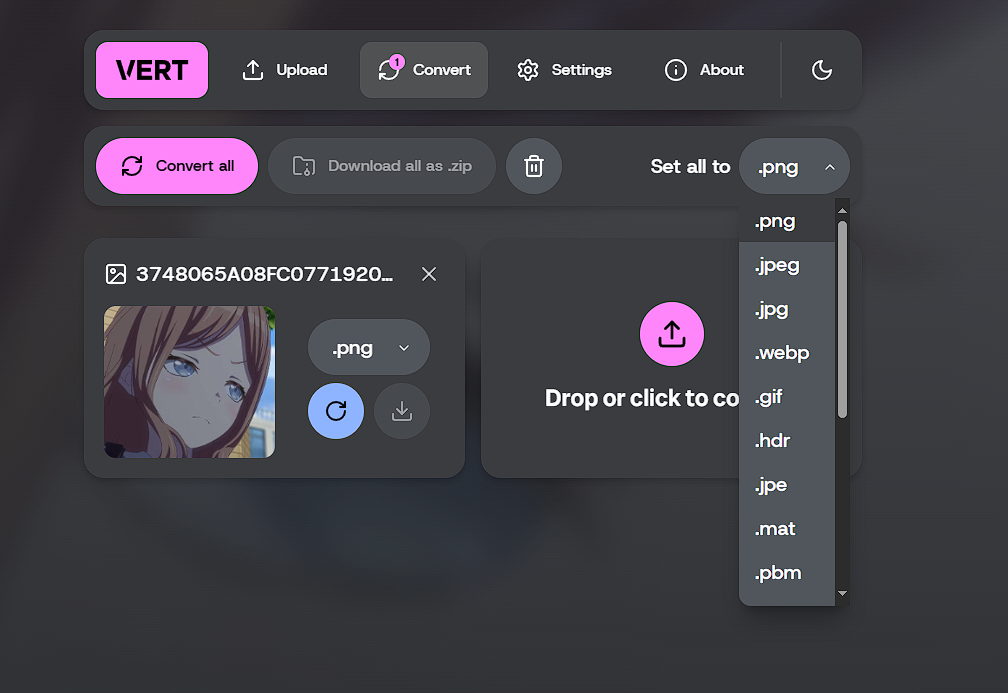 VERT
Upload
1
Convert
Settings
About
Convert all
Download all as .zip
Set all to
.png
3748065A08FC0771920...
.png
Drop or click to co
.png
.jpeg
.jpg
.webp
.gif
.hdr
.jpe
.mat
.pbm